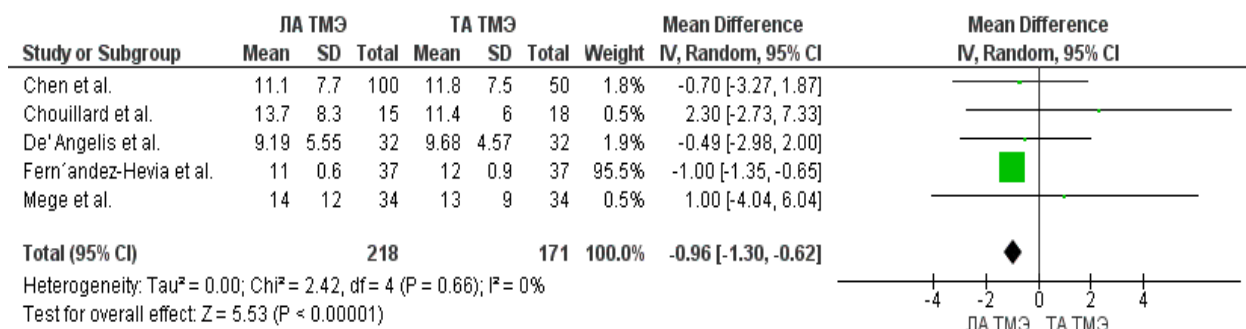 ЛА ТМЭ ТА ТМЭ Mean Difference Mean Difference
Study or Subgroup Mean SD Total Mean SD Total Weight IV, Random, 95% CI IV, Random, 95% CI
Chen et al. 11.1 7.7 100 11.8 7.5 50 1.8% -0.70 [-3.27, 1.87]
Chouillard et al. 13.7 8.3 15 11.4 6 18 0.5% 2.30 [-2.73, 7.33]
De'Angelis et al. 9.19 5.55 32 9.68 4.57 32 1.9% -0.49 [-2.98, 2.00]
Fern´andez-Hevia et al. 11 0.6 37 12 0.9 37 95.5% -1.00 [-1.35, -0.65]
Mege et al. 14 12 34 13 9 34 0.5% 1.00 [-4.04, 6.04]
Total (95% CI) 218 171 100.0% -0.96 [-1.30, -0.62]
Heterogeneity: Tau² = 0.00; Chi² = 2.42, df = 4 (P = 0.66); I² = 0%
Test for overall effect: Z = 5.53 (P < 0.00001)
-4 -2 0 2 4
ЛА ТМЭ ТА ТМЭ